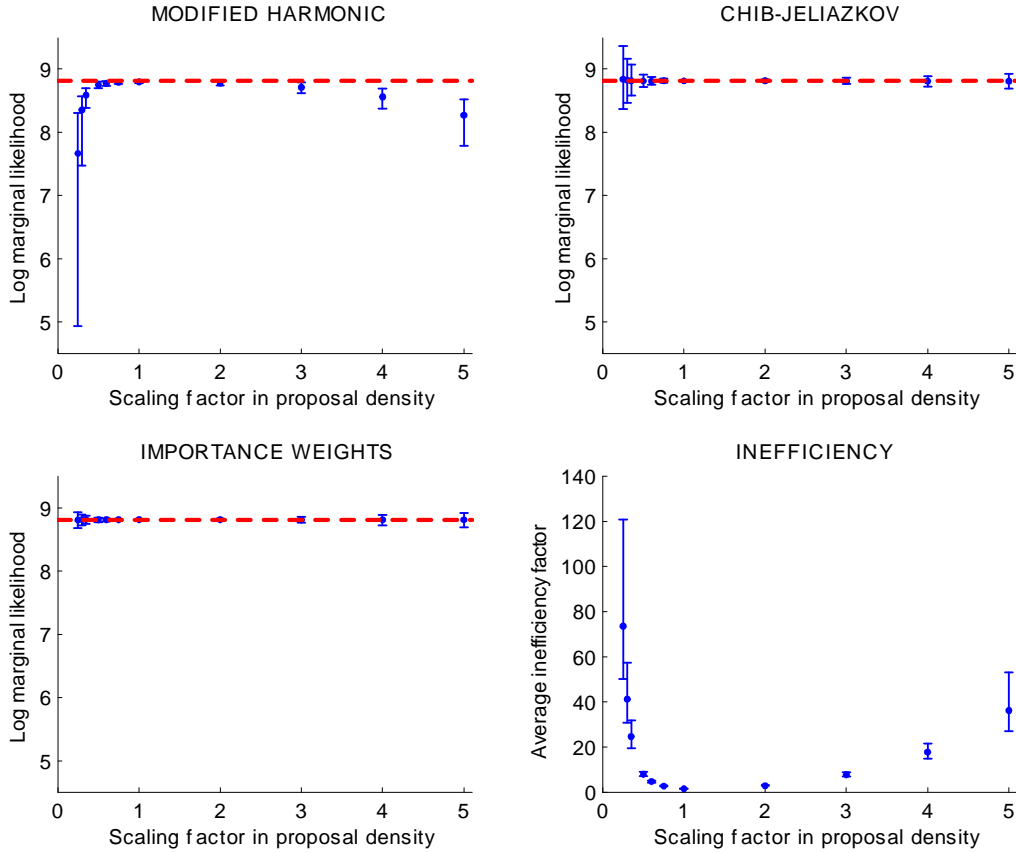 MODIFIED HARMONIC
Log marginal likelihood
9
8
7
6
5
0 1 2 3 4 5
Scaling factor in proposal density
CHIB-JELIAZKOV
Log marginal likelihood
9
8
7
6
5
0 1 2 3 4 5
Scaling factor in proposal density
IMPORTANCE WEIGHTS
Log marginal likelihood
9
8
7
6
5
0 1 2 3 4 5
Scaling factor in proposal density
INEFFICIENCY
Average inefficiency factor
140
120
100
80
60
40
20
0
0 1 2 3 4 5
Scaling factor in proposal density